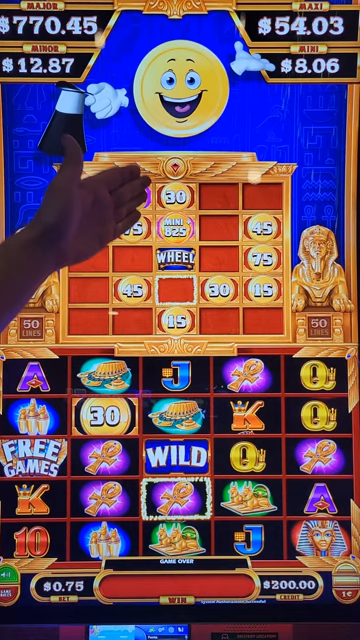 MAJOR
$770.45
MAXI
$54.03
MINOR
$12.87
MINI
$8.06
30
MINI
825
45
WHEEL
75
45
30
15
15
50
LINES
50
LINES
A
J
Q
30
K
Q
FREE
GAMES
WILD
Q
K
A
10
J
GAME OVER
$0.75
BET
WIN
$200.00
CREDIT
1¢